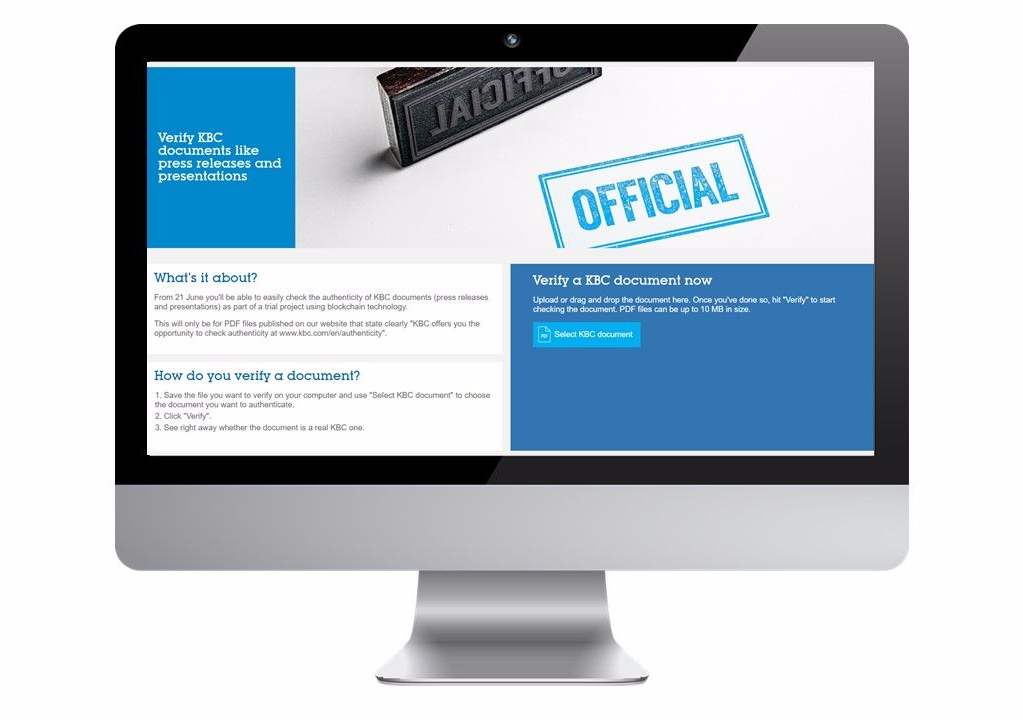 Verify KBC
documents like
press releases and
presentations
OFFICIAL
OFFICIAL
What's it about?
From 21 June you'll be able to easily check the authenticity of KBC documents (press releases
and presentations) as part of a trial project using blockchain technology.
This will only be for PDF files published on our website that state clearly "KBC offers you the
opportunity to check authenticity at www.kbc.com/en/authenticity".
How do you verify a document?
1. Save the file you want to verify on your computer and use "Select KBC document" to choose
the document you want to authenticate.
2. Click "Verify".
3. See right away whether the document is a real KBC one.
Verify a KBC document now
Upload or drag and drop the document here. Once you've done so, hit "Verify" to start
checking the document. PDF files can be up to 10 MB in size.
PDF Select KBC document